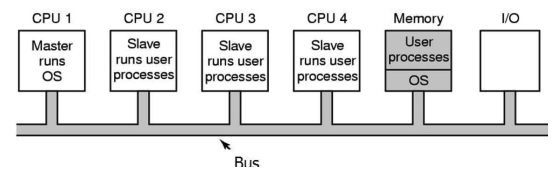 CPU 1
CPU 2
CPU 3
CPU 4
Memory
I/O
Master
runs
OS
Slave
runs user
processes
Slave
runs user
processes
Slave
runs user
processes
User
processes
OS
Bus